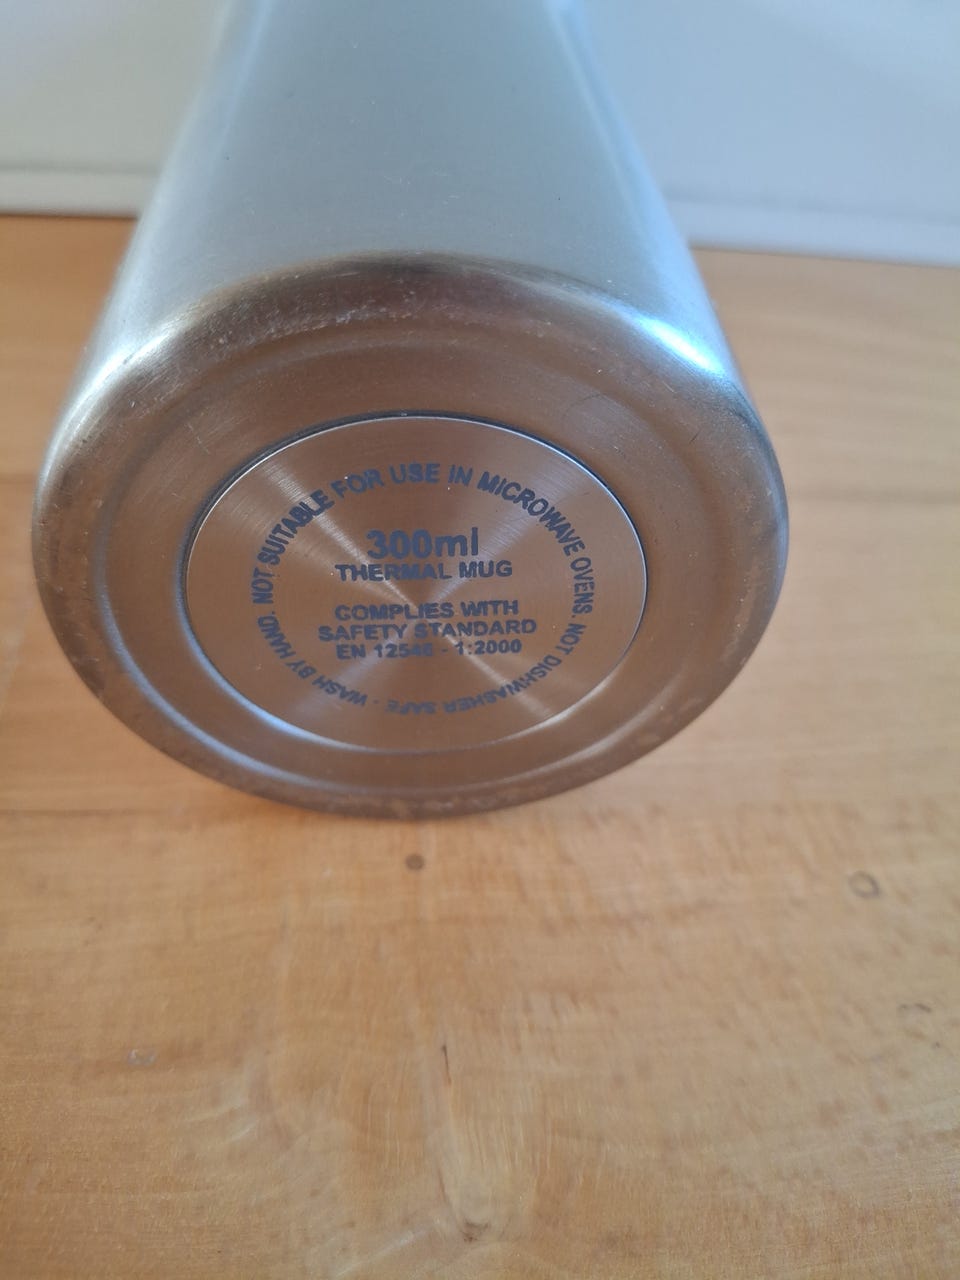 NOT SUITABLE FOR USE IN MICROWAVE OVENS. NOT DISHWASHER SAFE - WASH BY HAND.
300ml
THERMAL MUG
COMPLIES WITH
SAFETY STANDARD
EN 12546 - 1:2000